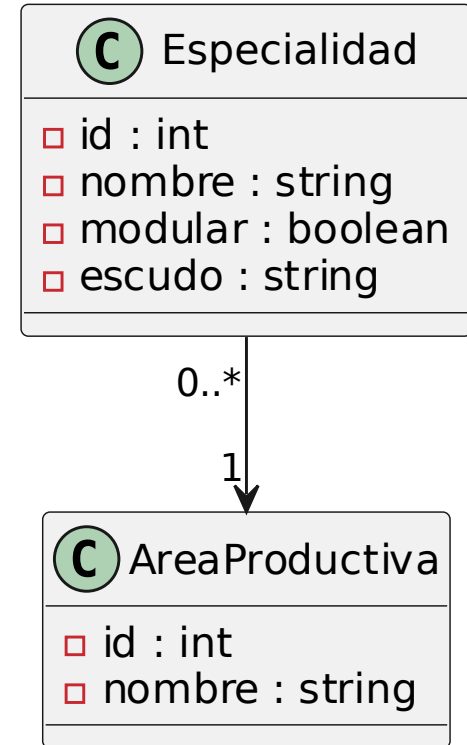 C Especialidad
id : int
nombre : string
modular : boolean
escudo : string
0..*
1
C AreaProductiva
id : int
nombre : string